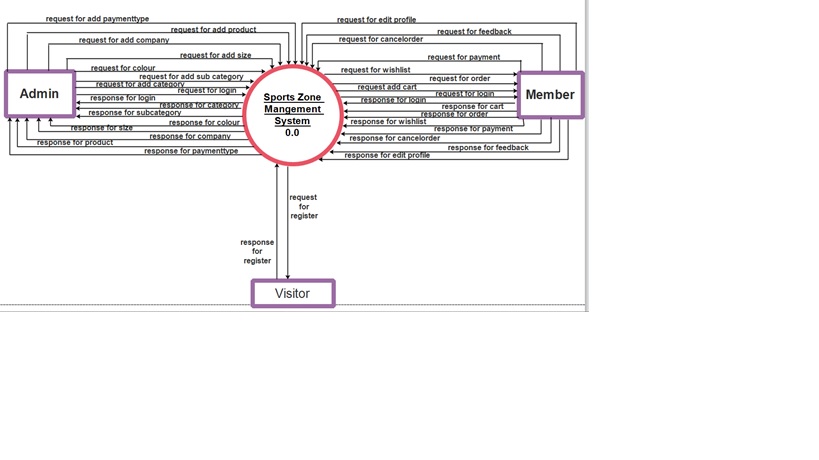 request for add paymenttype
request for add product
request for add company
request for add size
request for colour
request for add sub category
request for add category
request for login
response for login
response for category
response for subcategory
response for colour
response for size
response for company
response for product
response for paymenttype
Admin
Sports Zone
Mangement
System
0.0
request for edit profile
request for feedback
request for cancelorder
request for payment
request for wishlist
request for order
request add cart
request for login
response for login
response for cart
response for order
response for wishlist
response for payment
response for cancelorder
response for feedback
response for edit profile
Member
request
for
register
response
for
register
Visitor